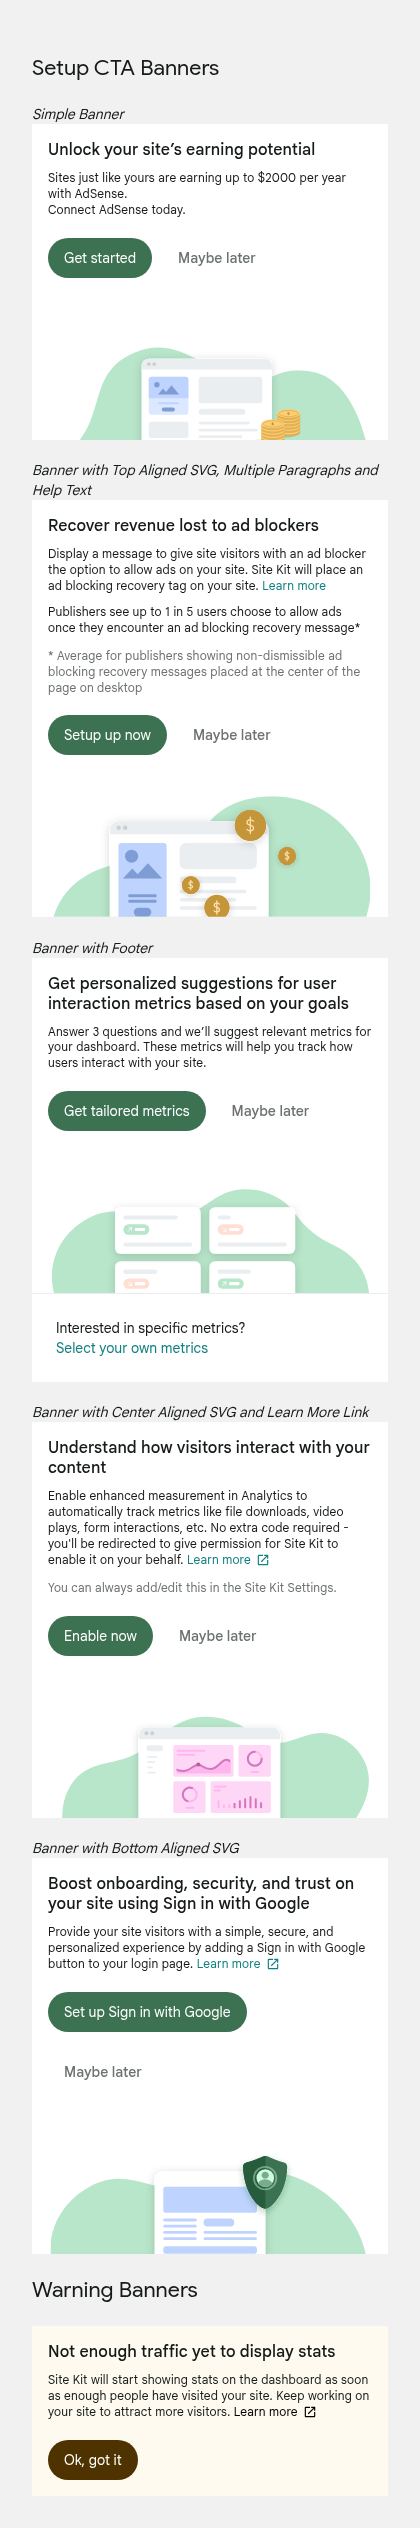 Setup CTA Banners
Simple Banner
Unlock your site’s earning potential
Sites just like yours are earning up to $2000 per year
with AdSense.
Connect AdSense today.
Get started
Maybe later
Banner with Top Aligned SVG, Multiple Paragraphs and
Help Text
Recover revenue lost to ad blockers
Display a message to give site visitors with an ad blocker
the option to allow ads on your site. Site Kit will place an
ad blocking recovery tag on your site. Learn more
Publishers see up to 1 in 5 users choose to allow ads
once they encounter an ad blocking recovery message*
* Average for publishers showing non-dismissible ad
blocking recovery messages placed at the center of the
page on desktop
Setup up now
Maybe later
$
$
$
$
Banner with Footer
Get personalized suggestions for user
interaction metrics based on your goals
Answer 3 questions and we’ll suggest relevant metrics for
your dashboard. These metrics will help you track how
users interact with your site.
Get tailored metrics
Maybe later
Interested in specific metrics?
Select your own metrics
Banner with Center Aligned SVG and Learn More Link
Understand how visitors interact with your
content
Enable enhanced measurement in Analytics to
automatically track metrics like file downloads, video
plays, form interactions, etc. No extra code required -
you’ll be redirected to give permission for Site Kit to
enable it on your behalf. Learn more
You can always add/edit this in the Site Kit Settings.
Enable now
Maybe later
Banner with Bottom Aligned SVG
Boost onboarding, security, and trust on
your site using Sign in with Google
Provide your site visitors with a simple, secure, and
personalized experience by adding a Sign in with Google
button to your login page. Learn more
Set up Sign in with Google
Maybe later
Warning Banners
Not enough traffic yet to display stats
Site Kit will start showing stats on the dashboard as soon
as enough people have visited your site. Keep working on
your site to attract more visitors. Learn more
Ok, got it